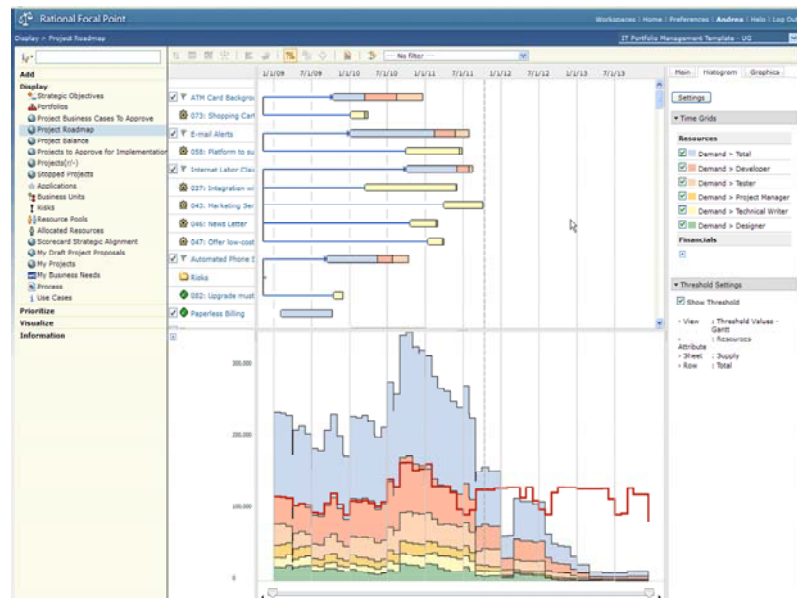 Rational Focal Point
Workspaces | Home | Preferences | Andrea | Help | Log Out
Display > Project Roadmap
IT Portfolio Management Template - UG
Add
Display
Strategic Objectives
Portfolios
Project Business Cases To Approve
Project Roadmap
Project Balance
Projects to Approve for Implementation
Projects(r/-)
Stopped Projects
Applications
Business Units
Risks
Resource Pools
Allocated Resources
Scorecard Strategic Alignment
My Draft Project Proposals
My Projects
My Business Needs
Process
Use Cases
Prioritize
Visualize
Information
--- No filter ---
1/1/09 7/1/09 1/1/10 7/1/10 1/1/11 7/1/11 1/1/12 7/1/12 1/1/13 7/1/13
ATM Card Backgrou
073: Shopping Cart
E-mail Alerts
058: Platform to su
Internet Labor Clas
037: Integration wi
043: Marketing Ser
046: News Letter
047: Offer low-cost
Automated Phone S
Risks
082: Upgrade must
Paperless Billing
300,000
200,000
100,000
0
Main Histogram Graphics
Settings
Time Grids
Resources
Demand > Total
Demand > Developer
Demand > Tester
Demand > Project Manager
Demand > Technical Writer
Demand > Designer
Financials
Threshold Settings
Show Threshold
- View : Threshold Values - Gantt
- Attribute : Resources
- Sheet : Supply
- Row : Total